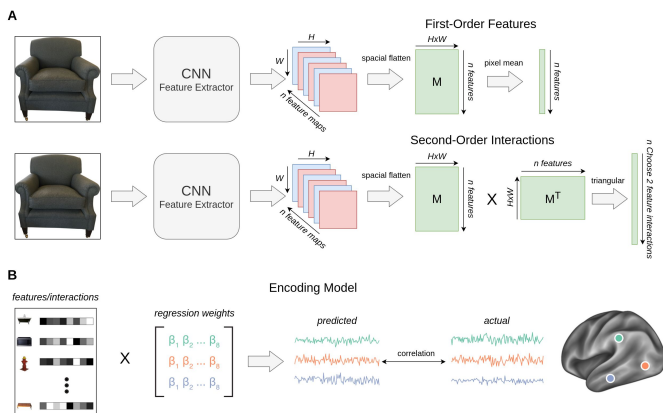 A
First-Order Features
H
W
n feature maps
CNN
Feature Extractor
spacial flatten
HxW
M
n features
pixel mean
n features
Second-Order Interactions
H
W
n feature maps
CNN
Feature Extractor
spacial flatten
HxW
M
n features
X
n features
HxW
Mᵀ
triangular
n Choose 2 feature interactions
B
Encoding Model
features/interactions
X
regression weights
β₁ β₂ ... β₈
β₁ β₂ ... β₈
β₁ β₂ ... β₈
predicted
correlation
actual